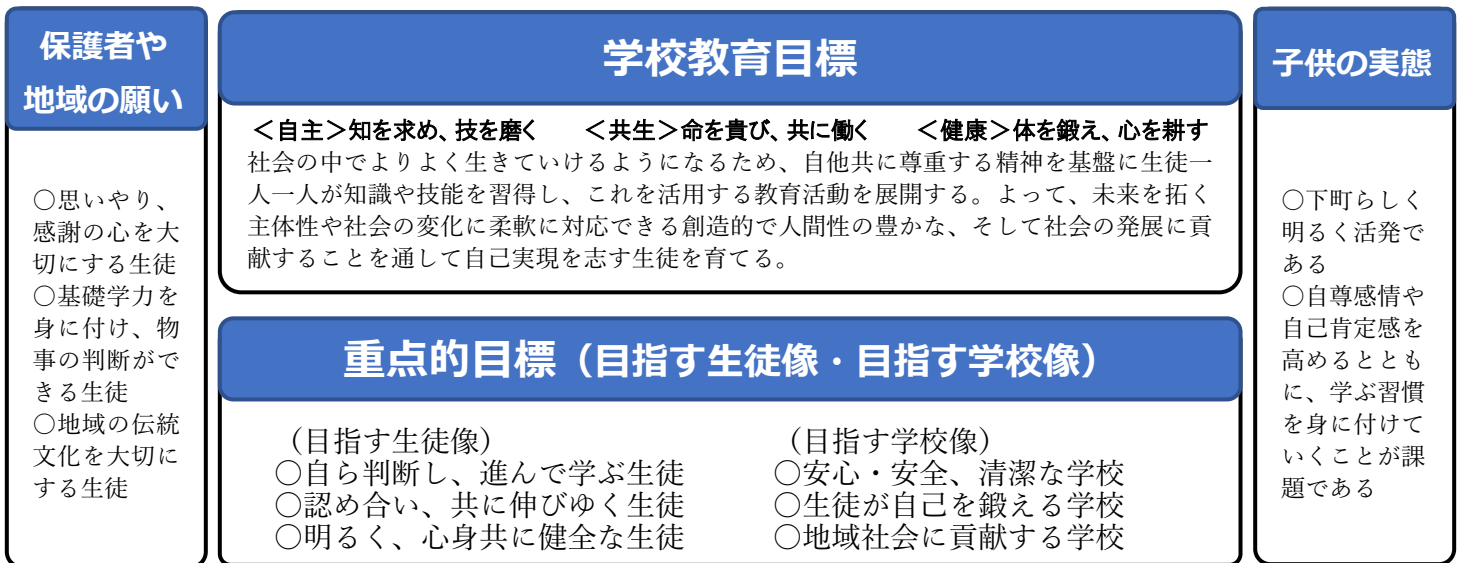 保護者や
地域の願い
○思いやり、
感謝の心を大
切にする生徒
○基礎学力を
身に付け、物
事の判断がで
きる生徒
○地域の伝統
文化を大切に
する生徒
学校教育目標
＜自主＞知を求め、技を磨く　　＜共生＞命を貴び、共に働く　　＜健康＞体を鍛え、心を耕す
社会の中でよりよく生きていけるようになるため、自他共に尊重する精神を基盤に生徒一
人一人が知識や技能を習得し、これを活用する教育活動を展開する。よって、未来を拓く
主体性や社会の変化に柔軟に対応できる創造的で人間性の豊かな、そして社会の発展に貢
献することを通して自己実現を志す生徒を育てる。
重点的目標（目指す生徒像・目指す学校像）
（目指す生徒像）
○自ら判断し、進んで学ぶ生徒
○認め合い、共に伸びゆく生徒
○明るく、心身共に健全な生徒
（目指す学校像）
○安心・安全、清潔な学校
○生徒が自己を鍛える学校
○地域社会に貢献する学校
子供の実態
○下町らしく
明るく活発で
ある
○自尊感情や
自己肯定感を
高めるととも
に、学ぶ習慣
を身に付けて
いくことが課
題である